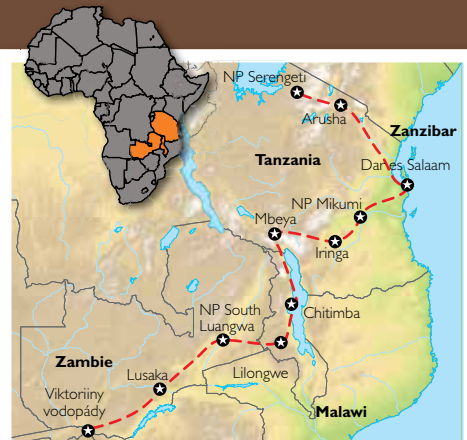 NP Serengeti
Arusha
Zanzibar
Tanzania
Dar es Salaam
NP Mikumi
Mbeya
Iringa
NP South
Luangwa
Chitimba
Zambie
Lusaka
Lilongwe
Viktoriiny
vodopády
Malawi